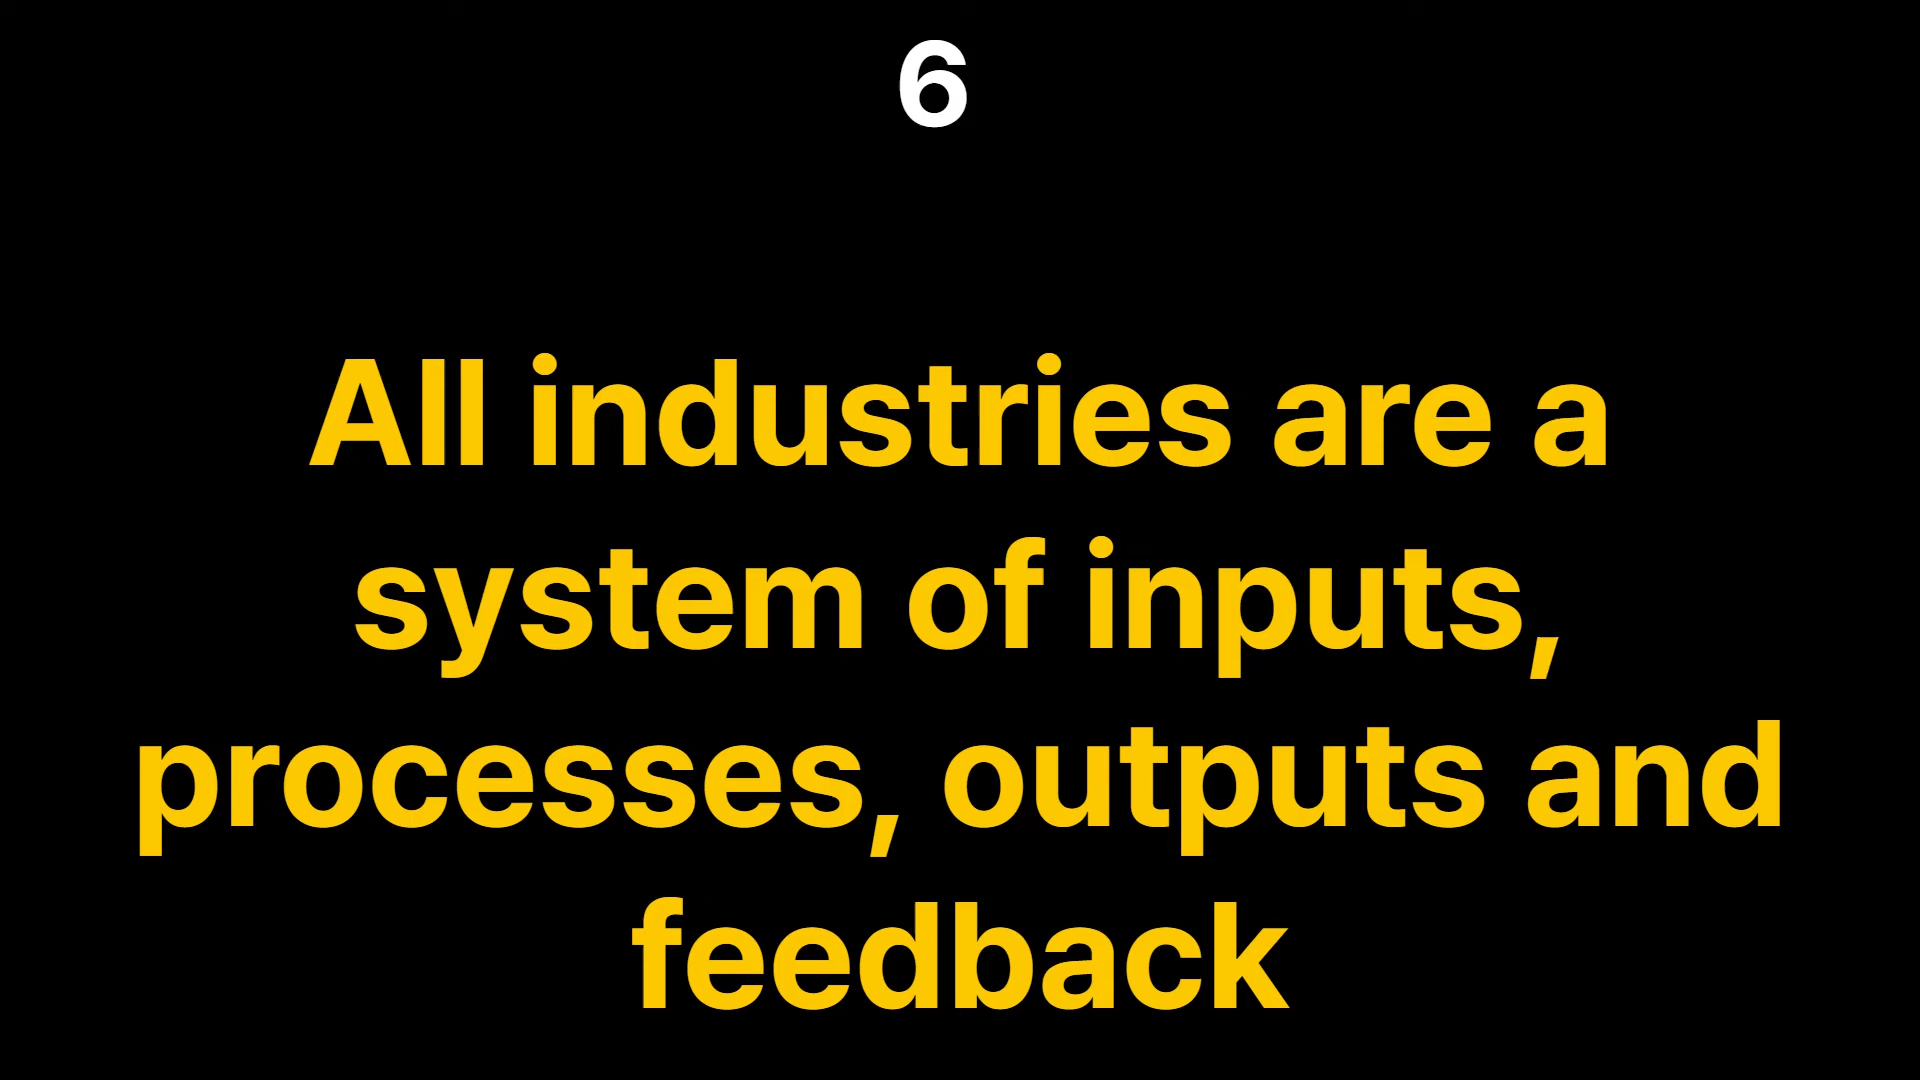 6
All industries are a
system of inputs,
processes, outputs and
feedback